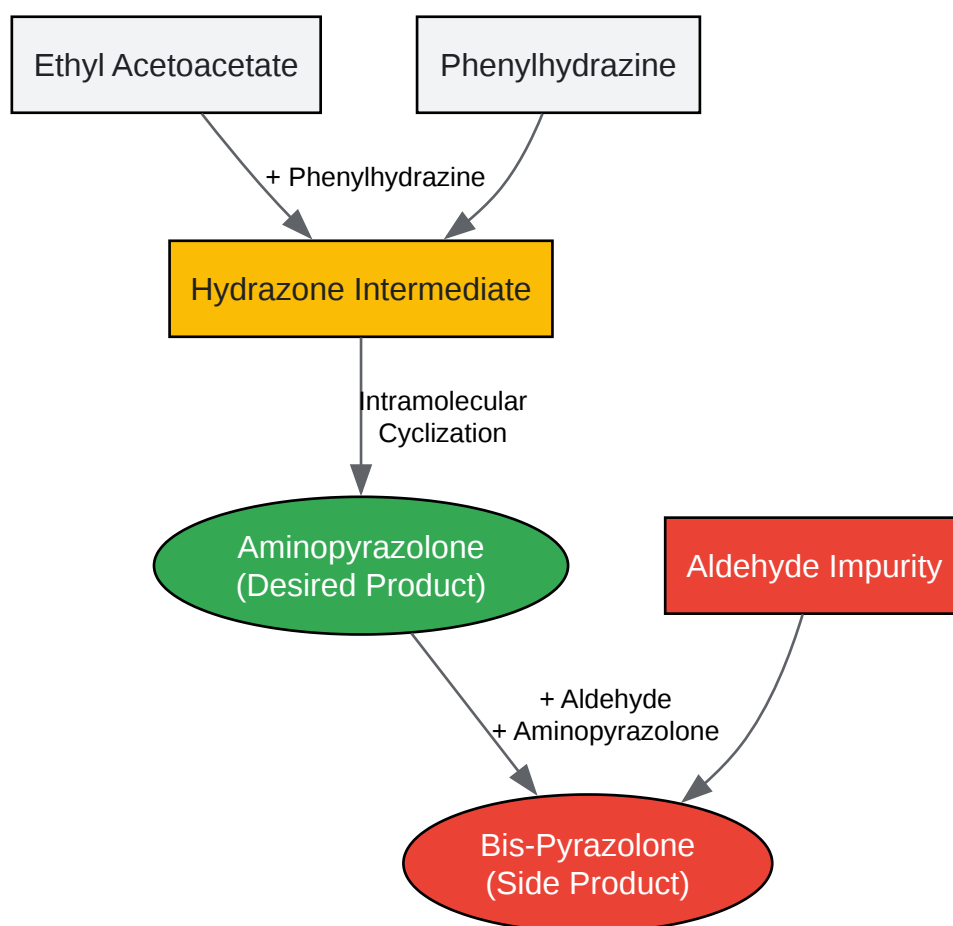 Ethyl Acetoacetate
Phenylhydrazine
+ Phenylhydrazine
Hydrazone Intermediate
Intramolecular
Cyclization
Aminopyrazolone
(Desired Product)
Aldehyde Impurity
+ Aldehyde
+ Aminopyrazolone
Bis-Pyrazolone
(Side Product)